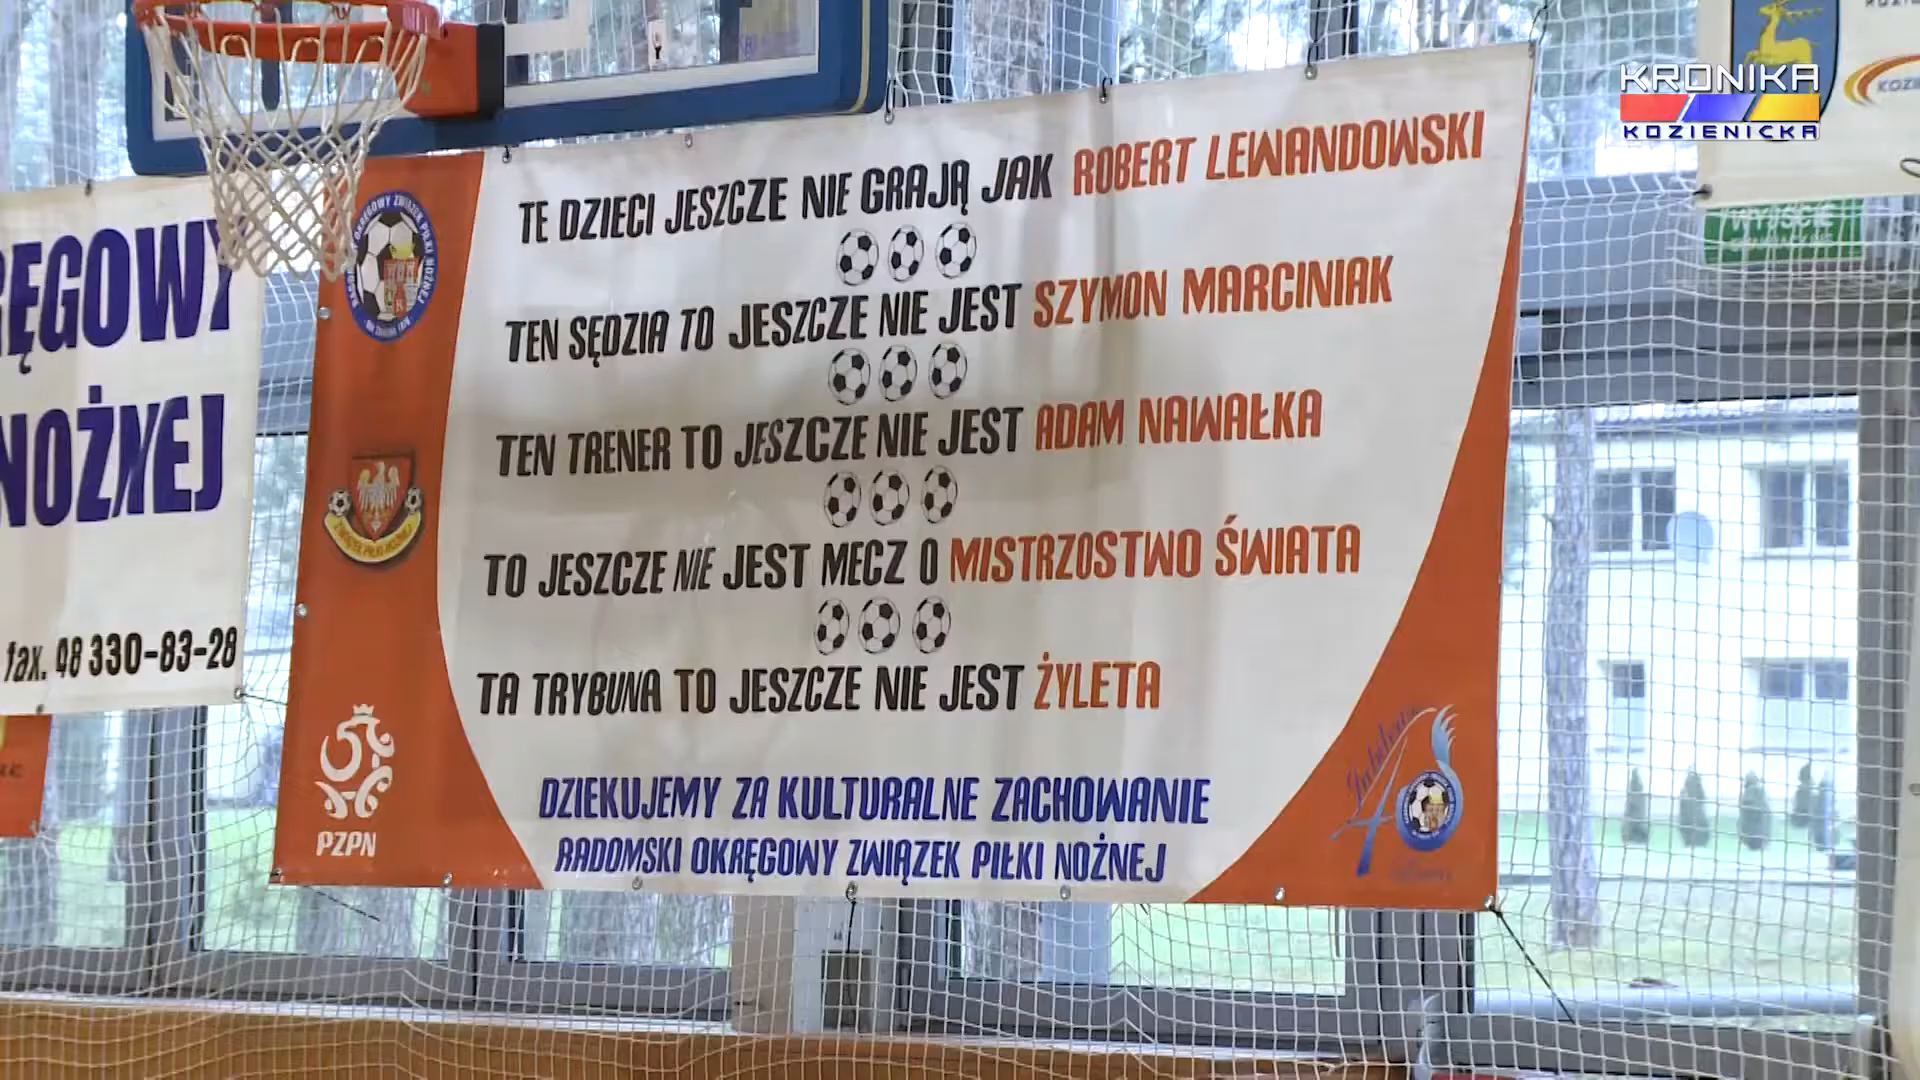 KRONIKA
KOZIENICKA
WYJŚCIE
RĘGOWY
NOŻNEJ
fax. 48 330-83-28
TE DZIECI JESZCZE NIE GRAJĄ JAK ROBERT LEWANDOWSKI
TEN SĘDZIA TO JESZCZE NIE JEST SZYMON MARCINIAK
TEN TRENER TO JESZCZE NIE JEST ADAM NAWAŁKA
TO JESZCZE NIE JEST MECZ O MISTRZOSTWO ŚWIATA
TA TRYBUNA TO JESZCZE NIE JEST ŻYLETA
DZIEKUJEMY ZA KULTURALNE ZACHOWANIE
RADOMSKI OKRĘGOWY ZWIĄZEK PIŁKI NOŻNEJ
PZPN